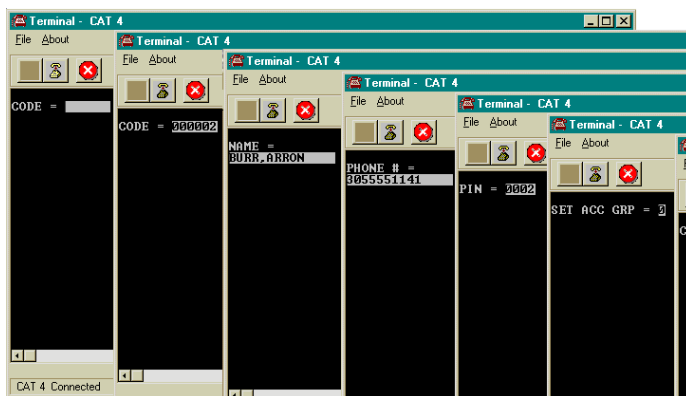 Terminal - CAT 4
File About
CODE =
CAT 4 Connected
Terminal - CAT 4
File About
CODE = 000002
Terminal - CAT 4
File About
NAME =
BURR,ARRON
Terminal - CAT 4
File About
PHONE # =
3055551141
Terminal - CAT 4
File About
PIN = 0002
Terminal - CAT 4
File About
SET ACC GRP = 0